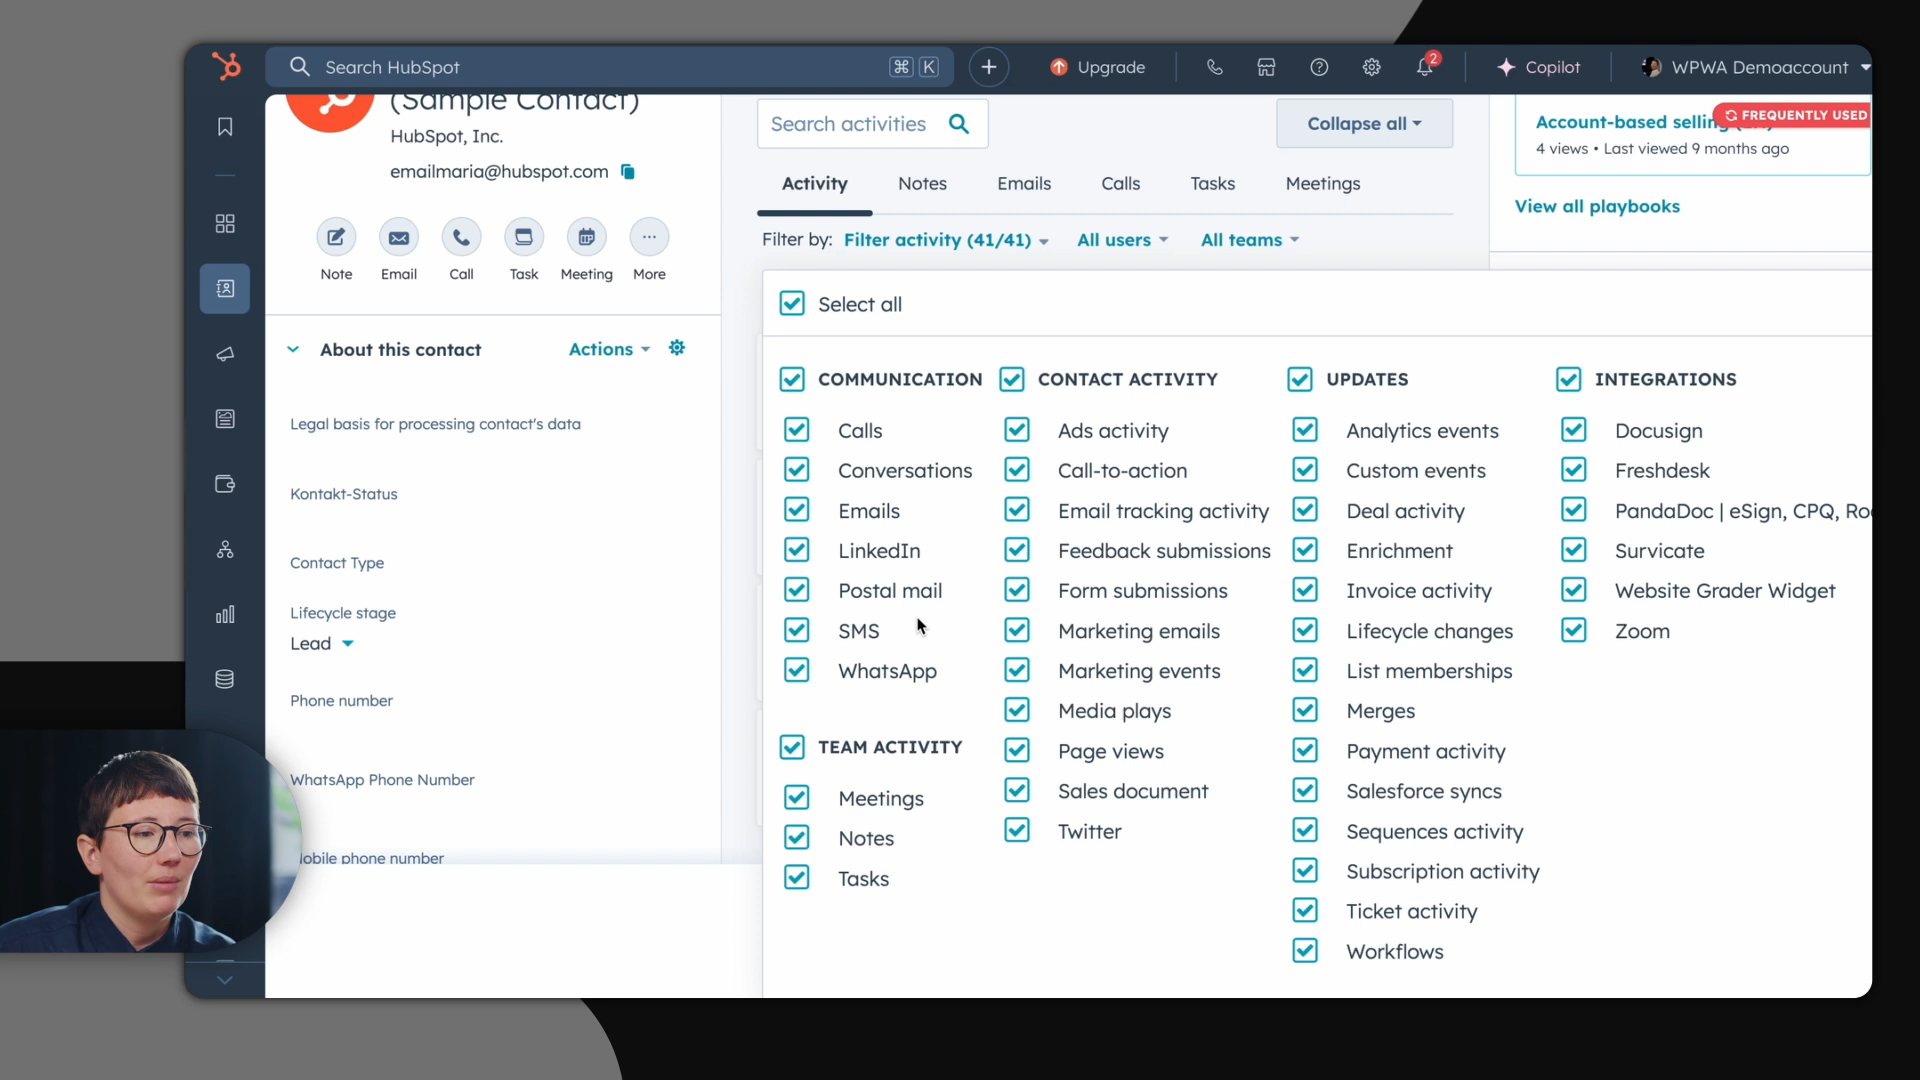 Search HubSpot
⌘ K
Upgrade
2
Copilot
WPWA Demoaccount
(Sample Contact)
HubSpot, Inc.
emailmaria@hubspot.com
Note
Email
Call
Task
Meeting
More
About this contact
Actions
Legal basis for processing contact's data
Kontakt-Status
Contact Type
Lifecycle stage
Lead
Phone number
WhatsApp Phone Number
Mobile phone number
Search activities
Collapse all
Activity
Notes
Emails
Calls
Tasks
Meetings
Filter by:
Filter activity (41/41)
All users
All teams
Select all
COMMUNICATION
Calls
Conversations
Emails
LinkedIn
Postal mail
SMS
WhatsApp
TEAM ACTIVITY
Meetings
Notes
Tasks
CONTACT ACTIVITY
Ads activity
Call-to-action
Email tracking activity
Feedback submissions
Form submissions
Marketing emails
Marketing events
Media plays
Page views
Sales document
Twitter
UPDATES
Analytics events
Custom events
Deal activity
Enrichment
Invoice activity
Lifecycle changes
List memberships
Merges
Payment activity
Salesforce syncs
Sequences activity
Subscription activity
Ticket activity
Workflows
INTEGRATIONS
Docusign
Freshdesk
PandaDoc | eSign, CPQ,
Survicate
Website Grader Widget
Zoom
FREQUENTLY USED
Account-based selling
4 views • Last viewed 9 months ago
View all playbooks